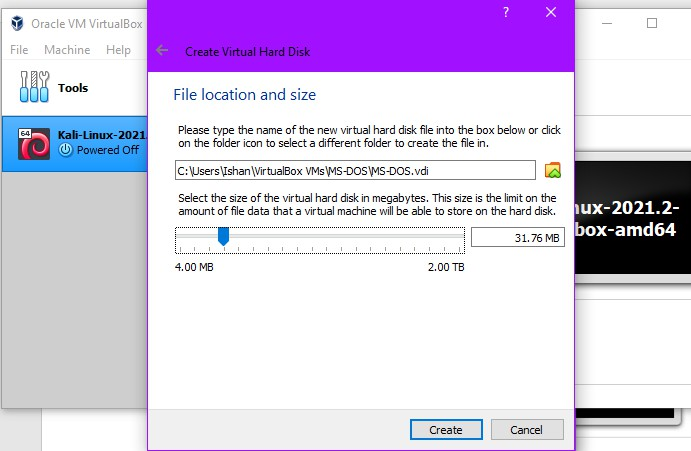 Oracle VM VirtualBox
? ×
File Machine Help
Create Virtual Hard Disk
Tools
File location and size
64
Kali-Linux-2021.
Powered Off
Please type the name of the new virtual hard disk file into the box below or click
on the folder icon to select a different folder to create the file in.
C:\Users\Ishan\VirtualBox VMs\MS-DOS\MS-DOS.vdi
Select the size of the virtual hard disk in megabytes. This size is the limit on the
amount of file data that a virtual machine will be able to store on the hard disk.
nux-2021.2-
box-amd64
31.76 MB
4.00 MB
2.00 TB
Create
Cancel